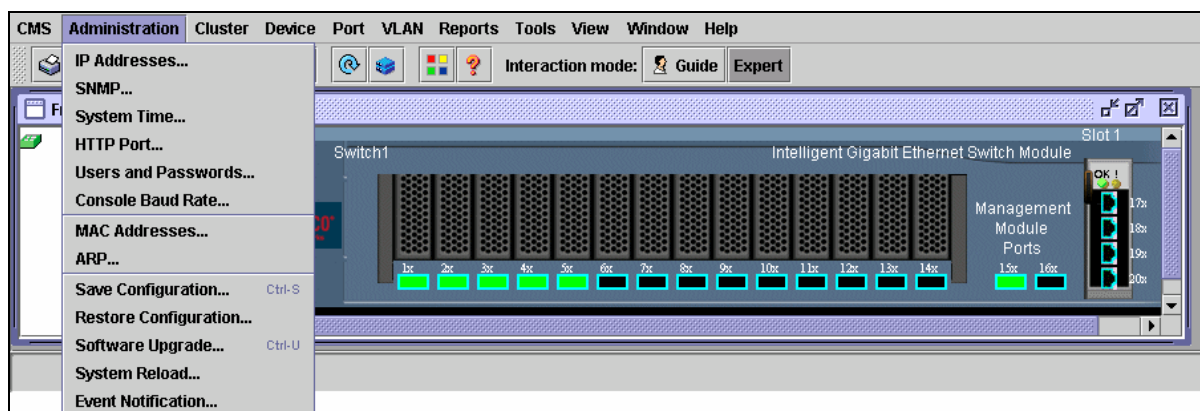 CMS Administration Cluster Device Port VLAN Reports Tools View Window Help
Interaction mode: Guide Expert
IP Addresses...
SNMP...
System Time...
HTTP Port...
Users and Passwords...
Console Baud Rate...
MAC Addresses...
ARP...
Save Configuration... Ctrl-S
Restore Configuration...
Software Upgrade... Ctrl-U
System Reload...
Event Notification...
Slot 1
Switch1 Intelligent Gigabit Ethernet Switch Module
OK !
Management
Module
Ports
17x
18x
19x
20x
1x 2x 3x 4x 5x 6x 7x 8x 9x 10x 11x 12x 13x 14x 15x 16x